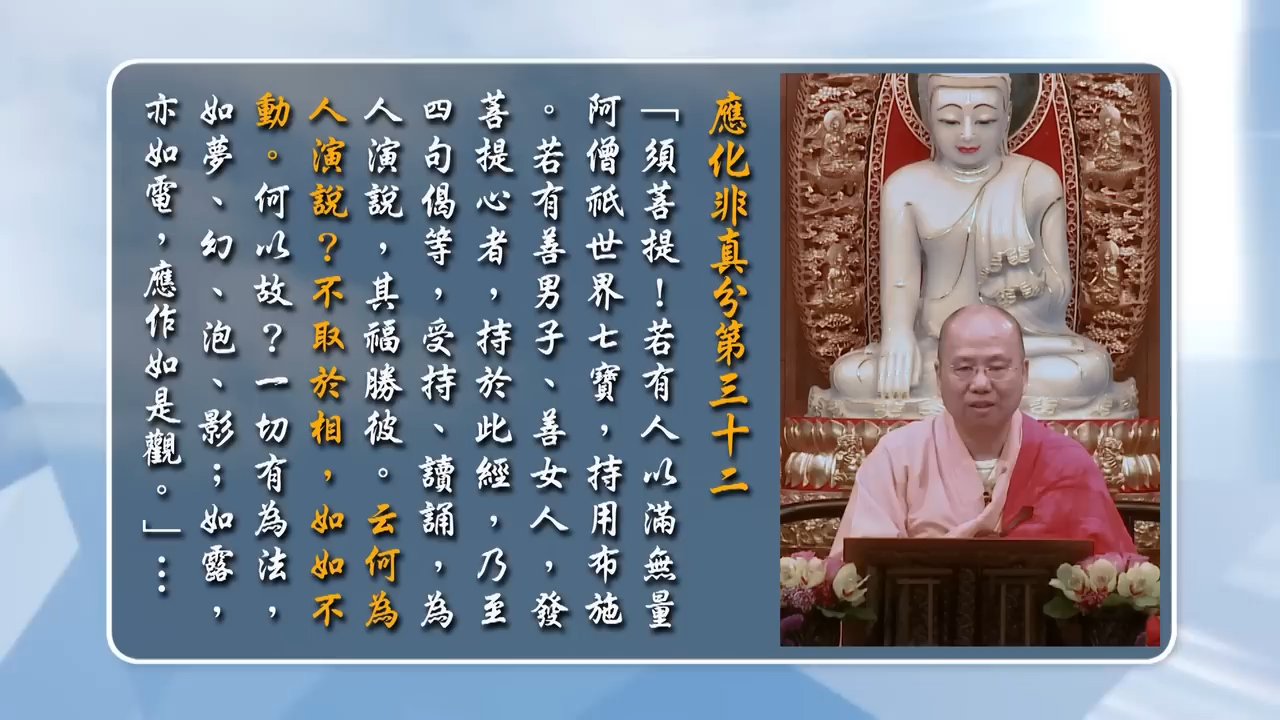 應化非真分第三十二
「須菩提！若有人以滿無量
阿僧祇世界七寶，持用布施
。若有善男子、善女人，發
菩提心者，持於此經，乃至
四句偈等，受持、讀誦，為
人演說，其福勝彼。云何為
人演說？不取於相，如如不
動。何以故？一切有為法，
如夢、幻、泡、影；如露，
亦如電，應作如是觀。」…